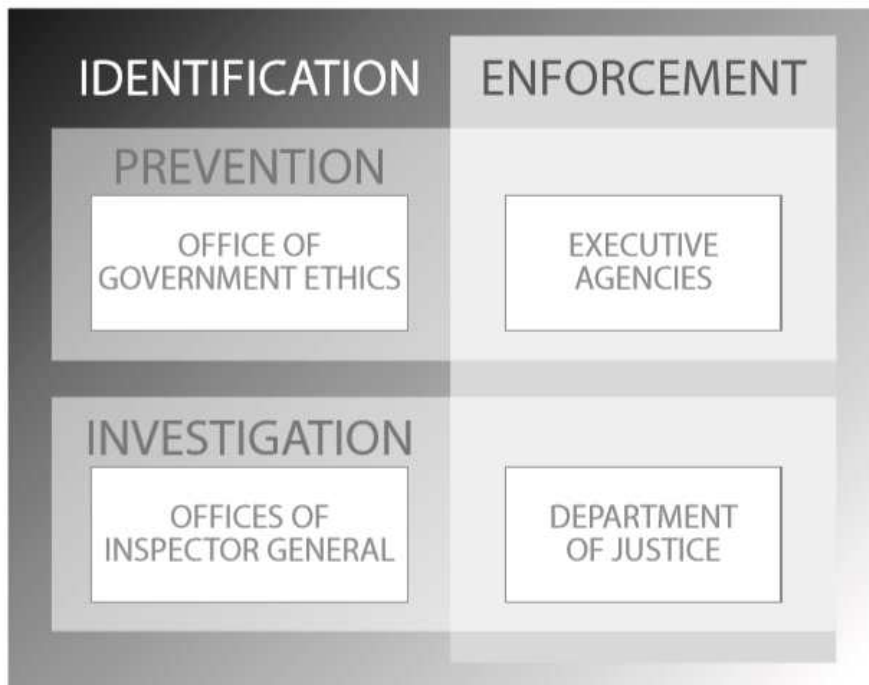 IDENTIFICATION
ENFORCEMENT
PREVENTION
OFFICE OF
GOVERNMENT ETHICS
EXECUTIVE
AGENCIES
INVESTIGATION
OFFICES OF
INSPECTOR GENERAL
DEPARTMENT
OF JUSTICE